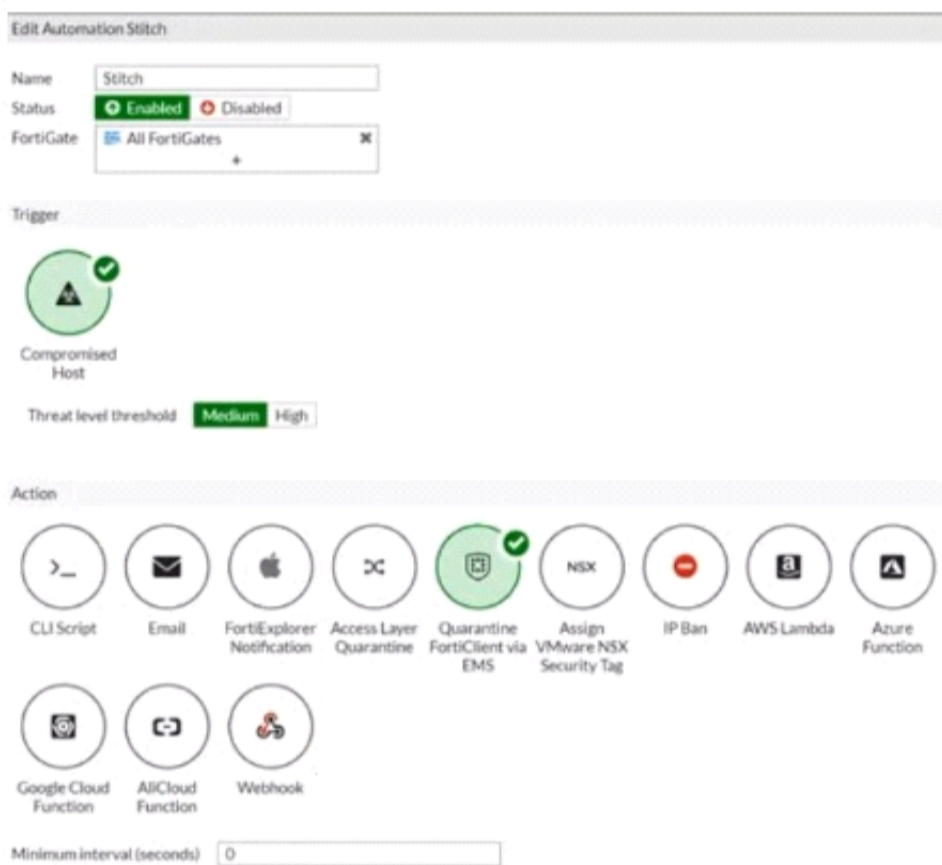 Edit Automation Stitch
Name Stitch
Status Enabled Disabled
FortiGate All FortiGates
+
Trigger
Compromised
Host
Threat level threshold Medium High
Action
>_ NSX
CLI Script Email FortiExplorer Access Layer Quarantine Assign IP Ban AWS Lambda Azure
Notification Quarantine FortiClient via VMware NSX Function
EMS Security Tag
Google Cloud AliCloud Webhook
Function Function
Minimum interval (seconds) 0